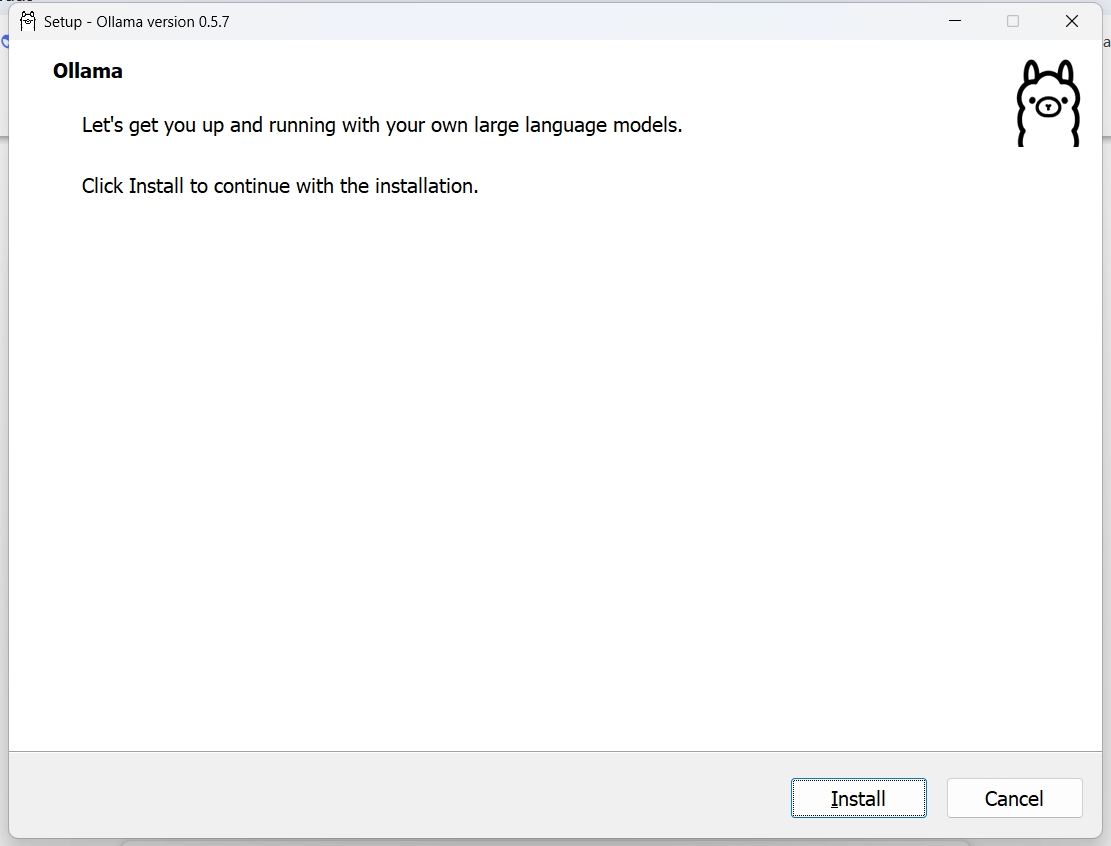 Setup - Ollama version 0.5.7
Ollama
Let's get you up and running with your own large language models.
Click Install to continue with the installation.
Install
Cancel